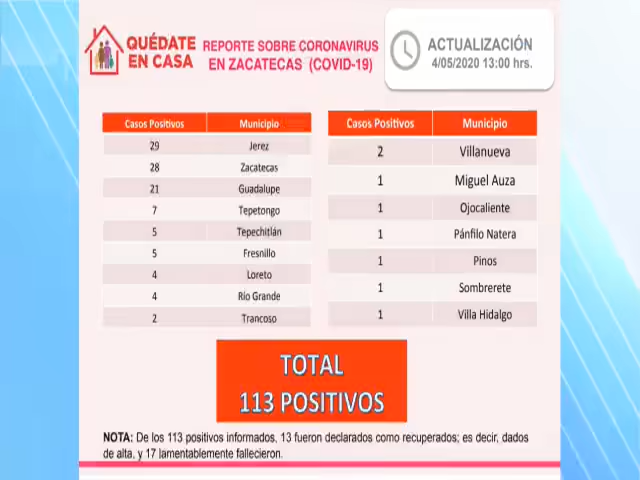 QUÉDATE
EN CASA
REPORTE SOBRE CORONAVIRUS
EN ZACATECAS (COVID-19)
ACTUALIZACIÓN
4/05/2020 13:00 hrs.
Casos Positivos Municipio
29 Jerez
28 Zacatecas
21 Guadalupe
7 Tepetongo
5 Tepechitlán
5 Fresnillo
4 Loreto
4 Río Grande
2 Trancoso
Casos Positivos Municipio
2 Villanueva
1 Miguel Auza
1 Ojocaliente
1 Pánfilo Natera
1 Pinos
1 Sombrerete
1 Villa Hidalgo
TOTAL
113 POSITIVOS
NOTA: De los 113 positivos informados, 13 fueron declarados como recuperados; es decir, dados
de alta, y 17 lamentablemente fallecieron.